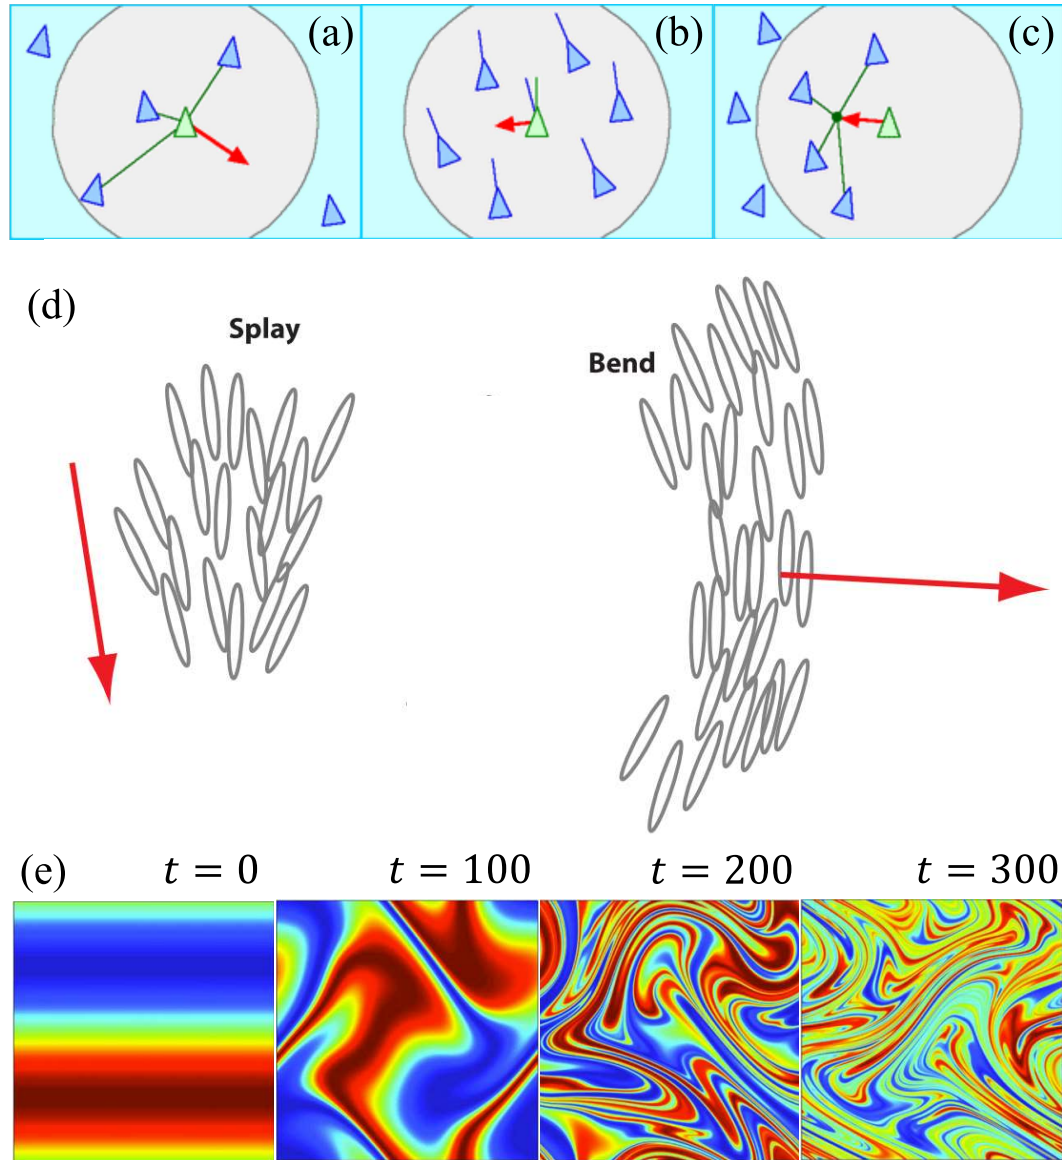 (a)
(b)
(c)
(d)
Splay
Bend
(e)
t = 0
t = 100
t = 200
t = 300